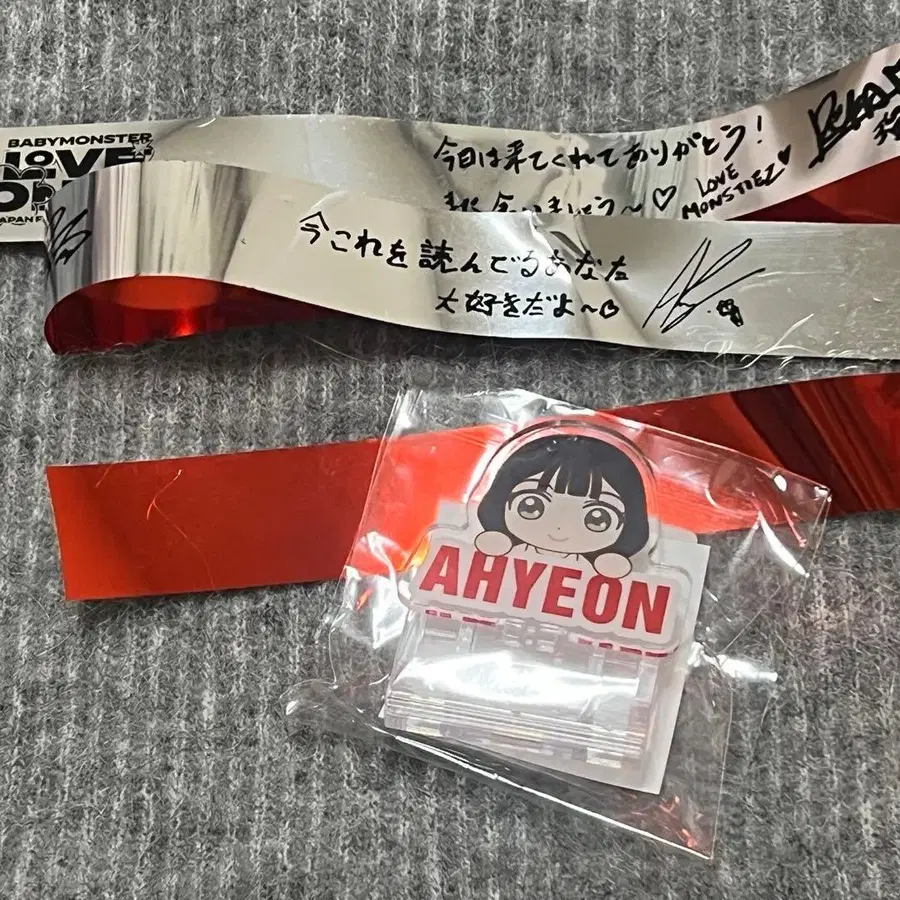 BABYMONSTER
LOVE
JAPAN F
今日は来てくれてありがとう!
また会いましょう〜♡
LOVE
MONSTIEZ♡
今これを読んでるあなた
大好きだよ〜♡
AHYEON